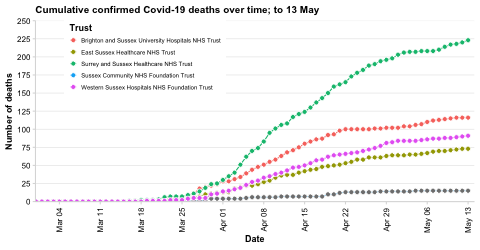 Cumulative confirmed Covid-19 deaths over time; to 13 May
Trust
Brighton and Sussex University Hospitals NHS Trust
East Sussex Healthcare NHS Trust
Surrey and Sussex Healthcare NHS Trust
Sussex Community NHS Foundation Trust
Western Sussex Hospitals NHS Foundation Trust
Number of deaths
250
225
200
175
150
125
100
75
50
25
0
Mar 04
Mar 11
Mar 18
Mar 25
Apr 01
Apr 08
Apr 15
Apr 22
Apr 29
May 06
May 13
Date